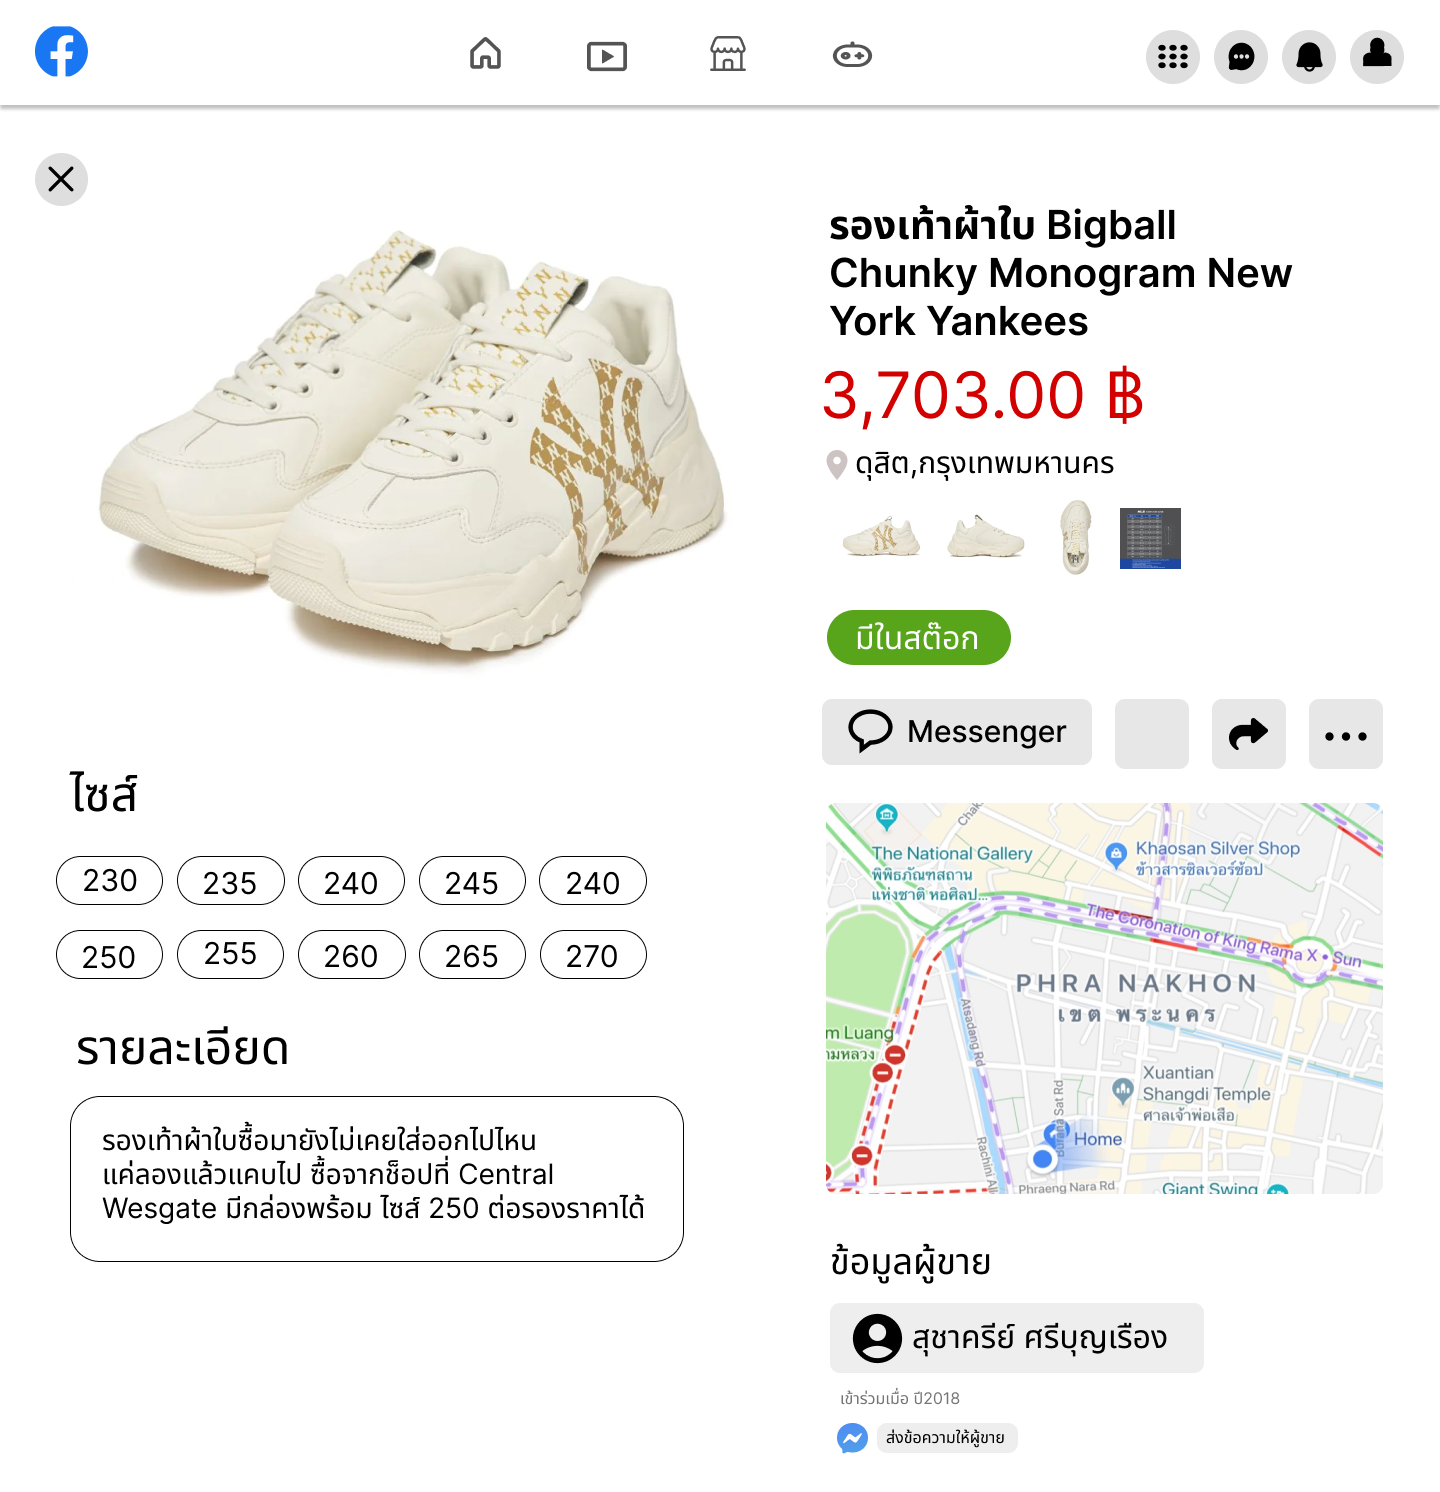 รองเท้าผ้าใบ Bigball
Chunky Monogram New
York Yankees
3,703.00 ฿
ดุสิต,กรุงเทพมหานคร
มีในสต๊อก
Messenger
ไซส์
230
235
240
245
240
250
255
260
265
270
รายละเอียด
รองเท้าผ้าใบซื้อมายังไม่เคยใส่ออกไปไหน
แค่ลองแล้วแคบไป ซื้อจากช็อปที่ Central
Wesgate มีกล่องพร้อม ไซส์ 250 ต่อรองราคาได้
Chak
The National Gallery
พิพิธภัณฑสถาน
แห่งชาติ หอศิลป...
Khaosan Silver Shop
ข้าวสารซิลเวอร์ช้อป
The Coronation of King Rama X • Sun
PHRA NAKHON
เขต พระนคร
m Luang
ามหลวง
Atsadang Rd
Xuantian
Shangdi Temple
ศาลเจ้าพ่อเสือ
Burana Sat Rd
Home
Rachini All
Phraeng Nara Rd
Giant Swing
ข้อมูลผู้ขาย
สุชาครีย์ ศรีบุญเรือง
เข้าร่วมเมื่อ ปี2018
ส่งข้อความให้ผู้ขาย